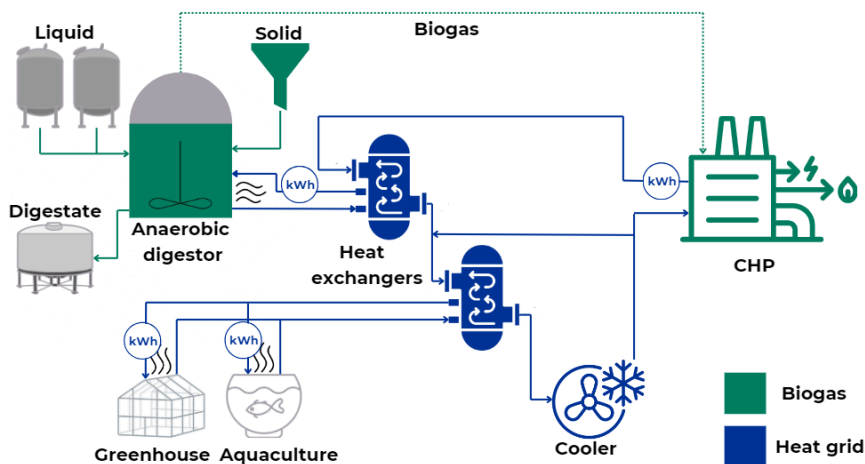 Liquid
Solid
Biogas
kWh
kWh
Digestate
Anaerobic
digestor
Heat
exchangers
CHP
kWh
kWh
Greenhouse
Aquaculture
Cooler
Biogas
Heat grid